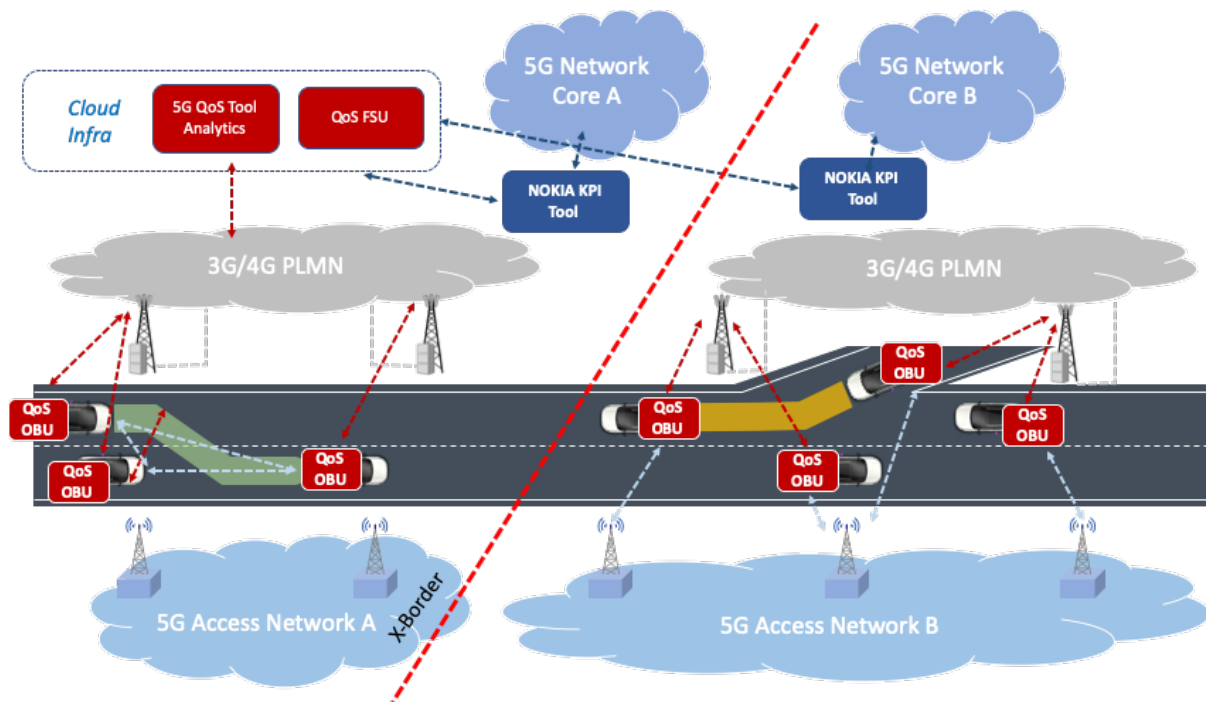 5G Network
Core A
5G Network
Core B
Cloud
Infra
5G QoS Tool
Analytics
QoS FSU
NOKIA KPI
Tool
NOKIA KPI
Tool
3G/4G PLMN
3G/4G PLMN
QoS
OBU
QoS
OBU
QoS
OBU
QoS
OBU
QoS
OBU
QoS
OBU
QoS
OBU
X-Border
5G Access Network A
5G Access Network B